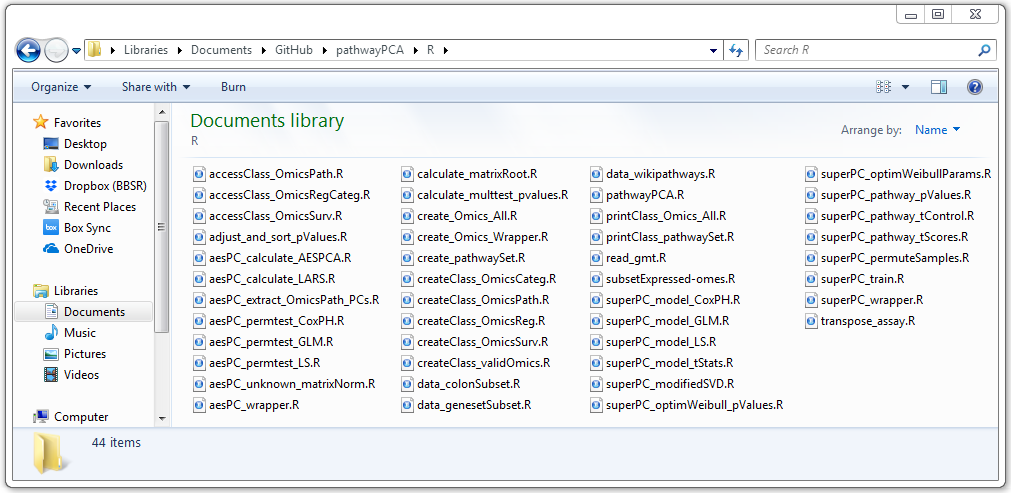 Libraries Documents GitHub pathwayPCA R
Search R
Organize Share with Burn
Favorites
Desktop
Downloads
Dropbox (BBSR)
Recent Places
Box Sync
OneDrive
Libraries
Documents
Music
Pictures
Videos
Computer
Documents library
R
Arrange by: Name
accessClass_OmicsPath.R
accessClass_OmicsRegCateg.R
accessClass_OmicsSurv.R
adjust_and_sort_pValues.R
aesPC_calculate_AESPCA.R
aesPC_calculate_LARS.R
aesPC_extract_OmicsPath_PCs.R
aesPC_permtest_CoxPH.R
aesPC_permtest_GLM.R
aesPC_permtest_LS.R
aesPC_unknown_matrixNorm.R
aesPC_wrapper.R
calculate_matrixRoot.R
calculate_multtest_pvalues.R
create_Omics_All.R
create_Omics_Wrapper.R
create_pathwaySet.R
createClass_OmicsCateg.R
createClass_OmicsPath.R
createClass_OmicsReg.R
createClass_OmicsSurv.R
createClass_validOmics.R
data_colonSubset.R
data_genesetSubset.R
data_wikipathways.R
pathwayPCA.R
printClass_Omics_All.R
printClass_pathwaySet.R
read_gmt.R
subsetExpressed-omes.R
superPC_model_CoxPH.R
superPC_model_GLM.R
superPC_model_LS.R
superPC_model_tStats.R
superPC_modifiedSVD.R
superPC_optimWeibull_pValues.R
superPC_optimWeibullParams.R
superPC_pathway_pValues.R
superPC_pathway_tControl.R
superPC_pathway_tScores.R
superPC_permuteSamples.R
superPC_train.R
superPC_wrapper.R
transpose_assay.R
44 items